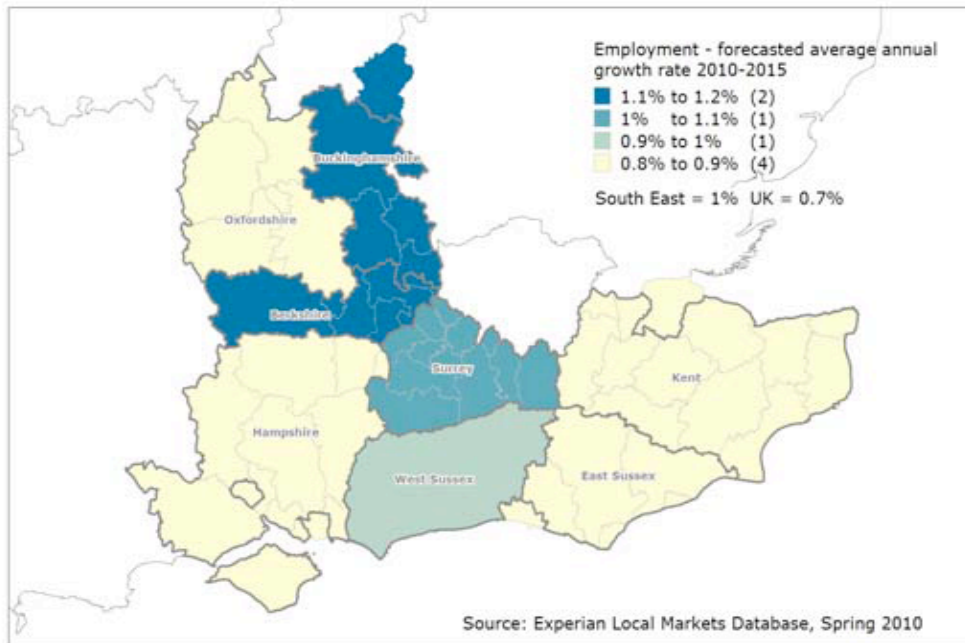 Employment - forecasted average annual
growth rate 2010-2015
1.1% to 1.2% (2)
1% to 1.1% (1)
0.9% to 1% (1)
0.8% to 0.9% (4)
South East = 1% UK = 0.7%
Buckinghamshire
Oxfordshire
Berkshire
Surrey
Kent
Hampshire
West Sussex
East Sussex
Source: Experian Local Markets Database, Spring 2010